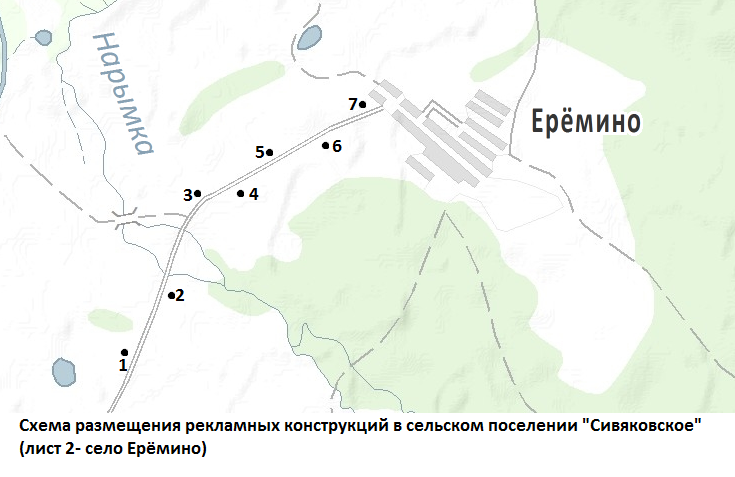 Нарымка
Ерёмино
7
6
5
3
4
2
1
Схема размещения рекламных конструкций в сельском поселении "Сивяковское"
(лист 2- село Ерёмино)